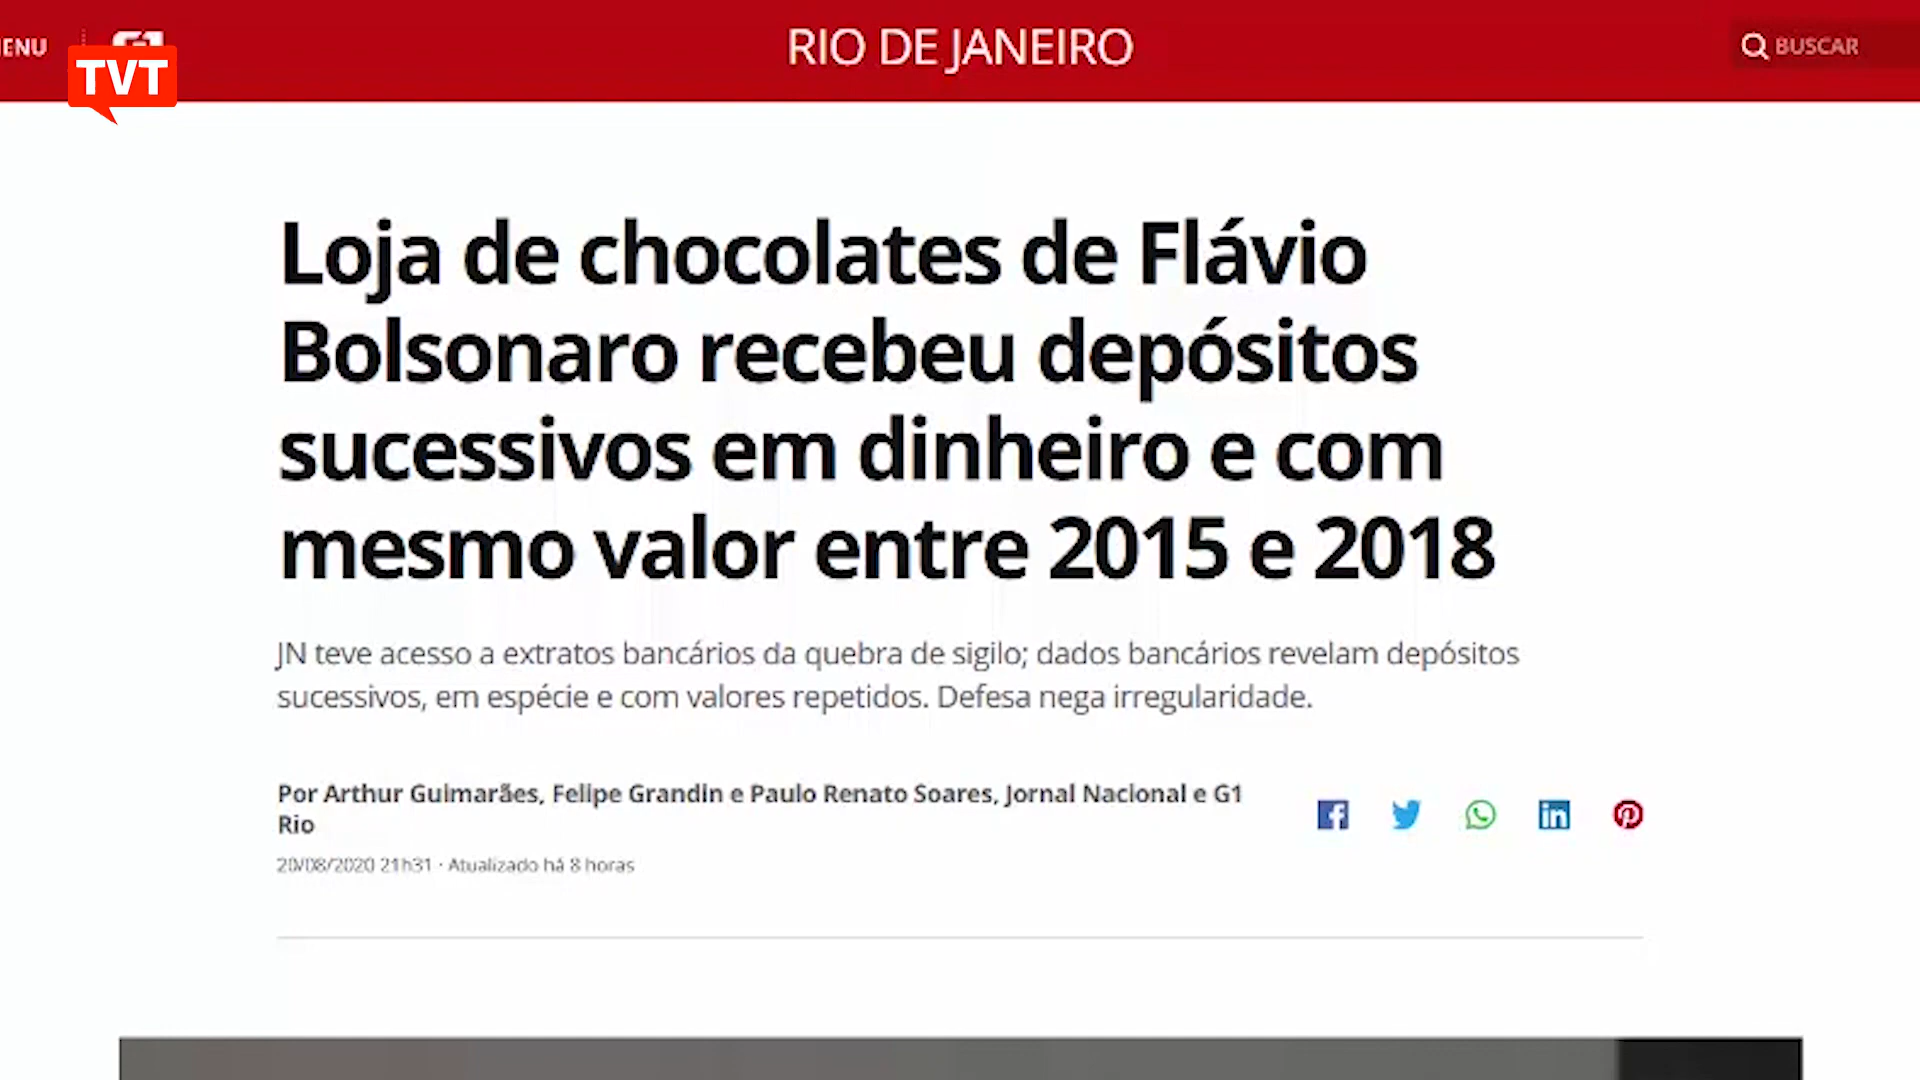 ENU
TVT
RIO DE JANEIRO
BUSCAR
Loja de chocolates de Flávio
Bolsonaro recebeu depósitos
sucessivos em dinheiro e com
mesmo valor entre 2015 e 2018
JN teve acesso a extratos bancários da quebra de sigilo; dados bancários revelam depósitos
sucessivos, em espécie e com valores repetidos. Defesa nega irregularidade.
Por Arthur Guimarães, Felipe Grandin e Paulo Renato Soares, Jornal Nacional e G1
Rio
20/08/2020 21h31 · Atualizado há 8 horas